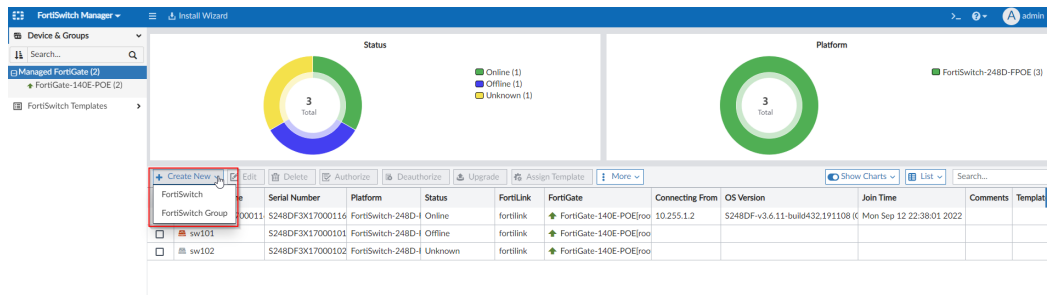 FortiSwitch Manager
Install Wizard
admin
A
Device & Groups
Search...
Managed FortiGate (2)
FortiGate-140E-POE (2)
FortiSwitch Templates
Status
3
Total
Online (1)
Offline (1)
Unknown (1)
Platform
3
Total
FortiSwitch-248D-FPOE (3)
+ Create New
Edit
Delete
Authorize
Deauthorize
Upgrade
Assign Template
More
Show Charts
List
Search...
FortiSwitch
FortiSwitch Group
Serial Number Platform Status FortiLink FortiGate Connecting From OS Version Join Time Comments Templat
700011 S248DF3X17000116 FortiSwitch-248D- Online fortilink FortiGate-140E-POE[roo 10.255.1.2 S248DF-v3.6.11-build432,191108 ( Mon Sep 12 22:38:01 2022
sw101 S248DF3X17000101 FortiSwitch-248D- Offline fortilink FortiGate-140E-POE[roo
sw102 S248DF3X17000102 FortiSwitch-248D- Unknown fortilink FortiGate-140E-POE[roo